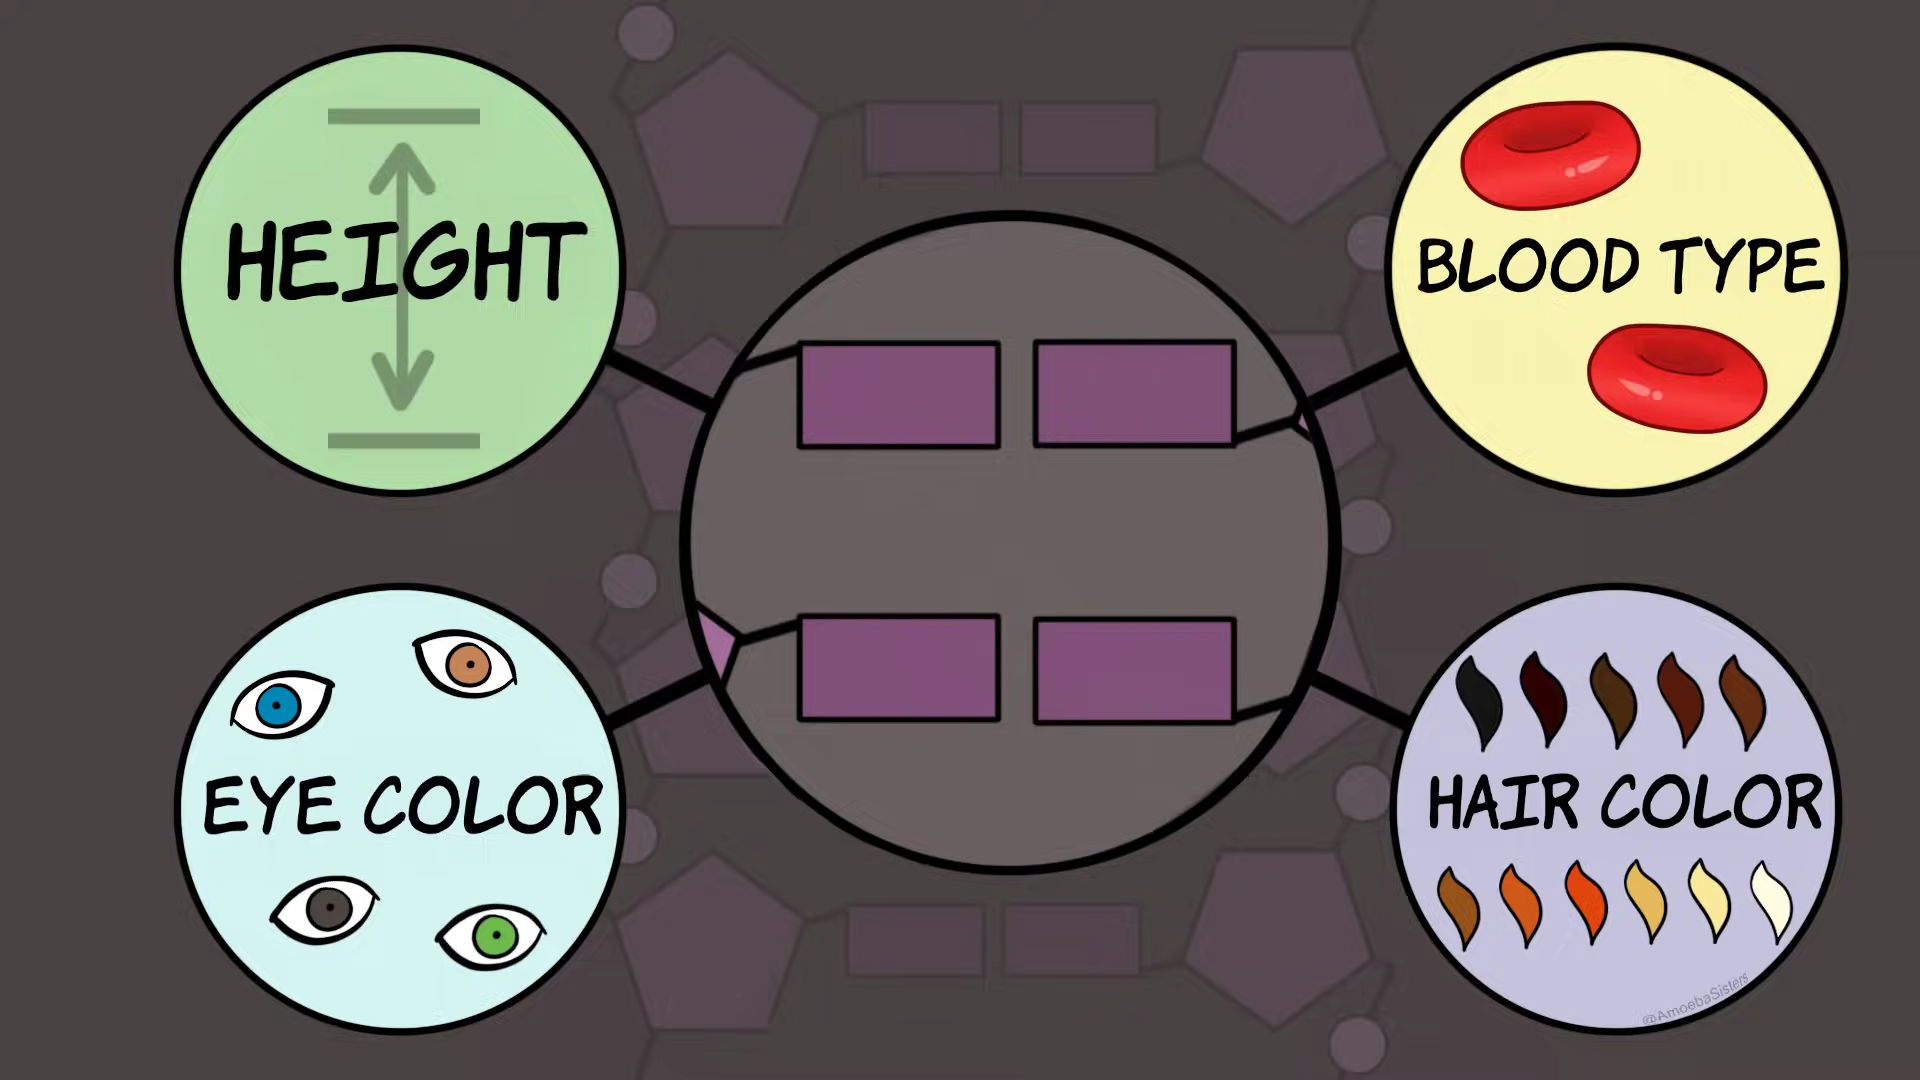 HEIGHT
BLOOD TYPE
EYE COLOR
HAIR COLOR
@AmoebaSisters